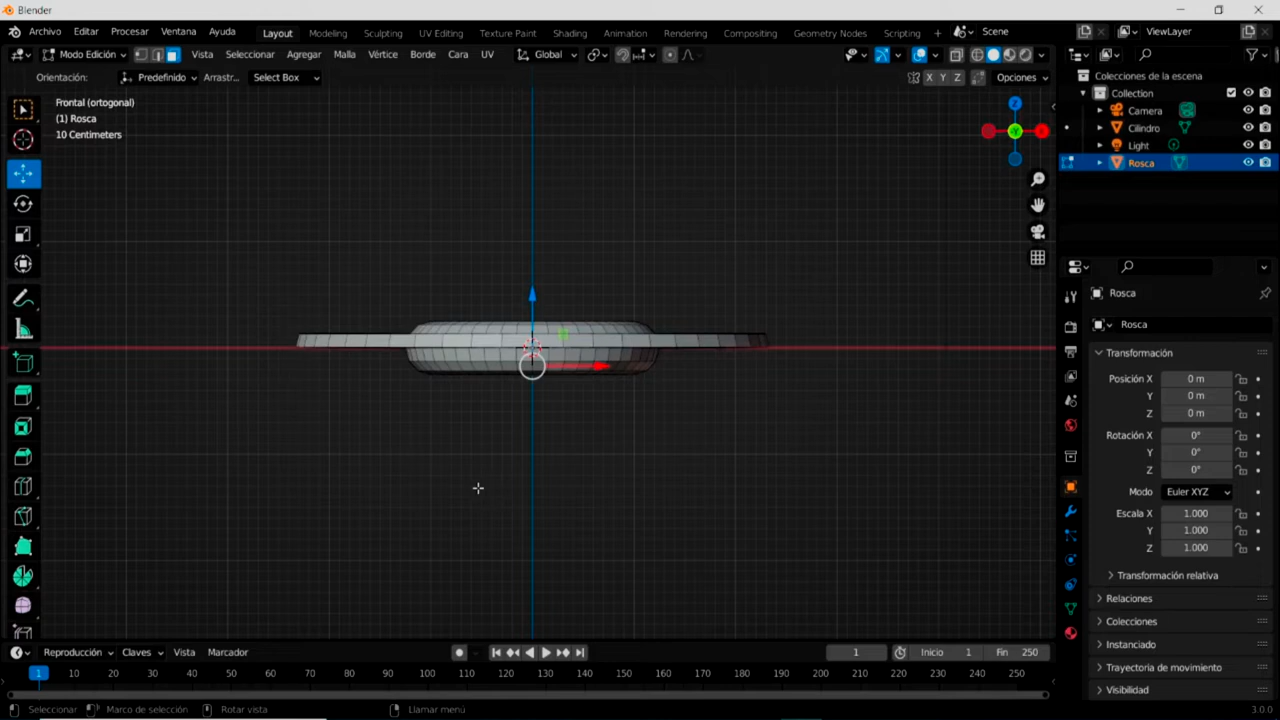 Blender
Archivo Editar Procesar Ventana Ayuda Layout Modeling Sculpting UV Editing Texture Paint Shading Animation Rendering Compositing Geometry Nodes Scripting + Scene ViewLayer
Modo Edición Vista Seleccionar Agregar Malla Vértice Borde Cara UV Global
Orientación: Predefinido Arrastr... Select Box X Y Z Opciones
Colecciones de la escena
Collection
Camera
Cilindro
Light
Rosca
Frontal (ortogonal)
(1) Rosca
10 Centimeters
Z
-Y
Rosca
Rosca
Transformación
Posición X 0 m
Y 0 m
Z 0 m
Rotación X 0°
Y 0°
Z 0°
Modo Euler XYZ
Escala X 1.000
Y 1.000
Z 1.000
Transformación relativa
Relaciones
Colecciones
Instanciado
Trayectoria de movimiento
Visibilidad
Reproducción Claves Vista Marcador 1 Inicio 1 Fin 250
1 10 20 30 40 50 60 70 80 90 100 110 120 130 140 150 160 170 180 190 200 210 220 230 240 250
Seleccionar Marco de selección Rotar vista Llamar menú 3.0.0